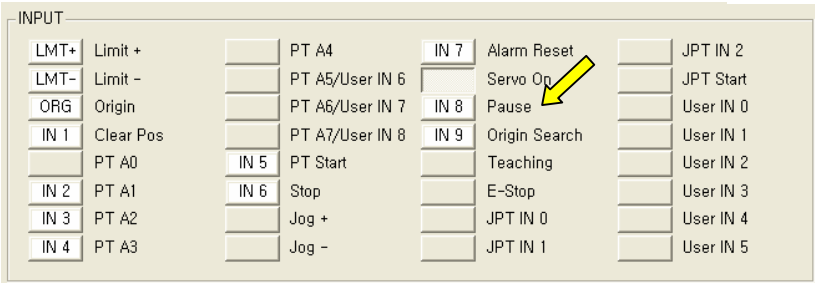 INPUT
LMT+ Limit +
LMT- Limit -
ORG Origin
IN 1 Clear Pos
PT A0
IN 2 PT A1
IN 3 PT A2
IN 4 PT A3
PT A4
PT A5/User IN 6
PT A6/User IN 7
PT A7/User IN 8
IN 5 PT Start
IN 6 Stop
Jog +
Jog -
IN 7 Alarm Reset
Servo On
IN 8 Pause
IN 9 Origin Search
Teaching
E-Stop
JPT IN 0
JPT IN 1
JPT IN 2
JPT Start
User IN 0
User IN 1
User IN 2
User IN 3
User IN 4
User IN 5